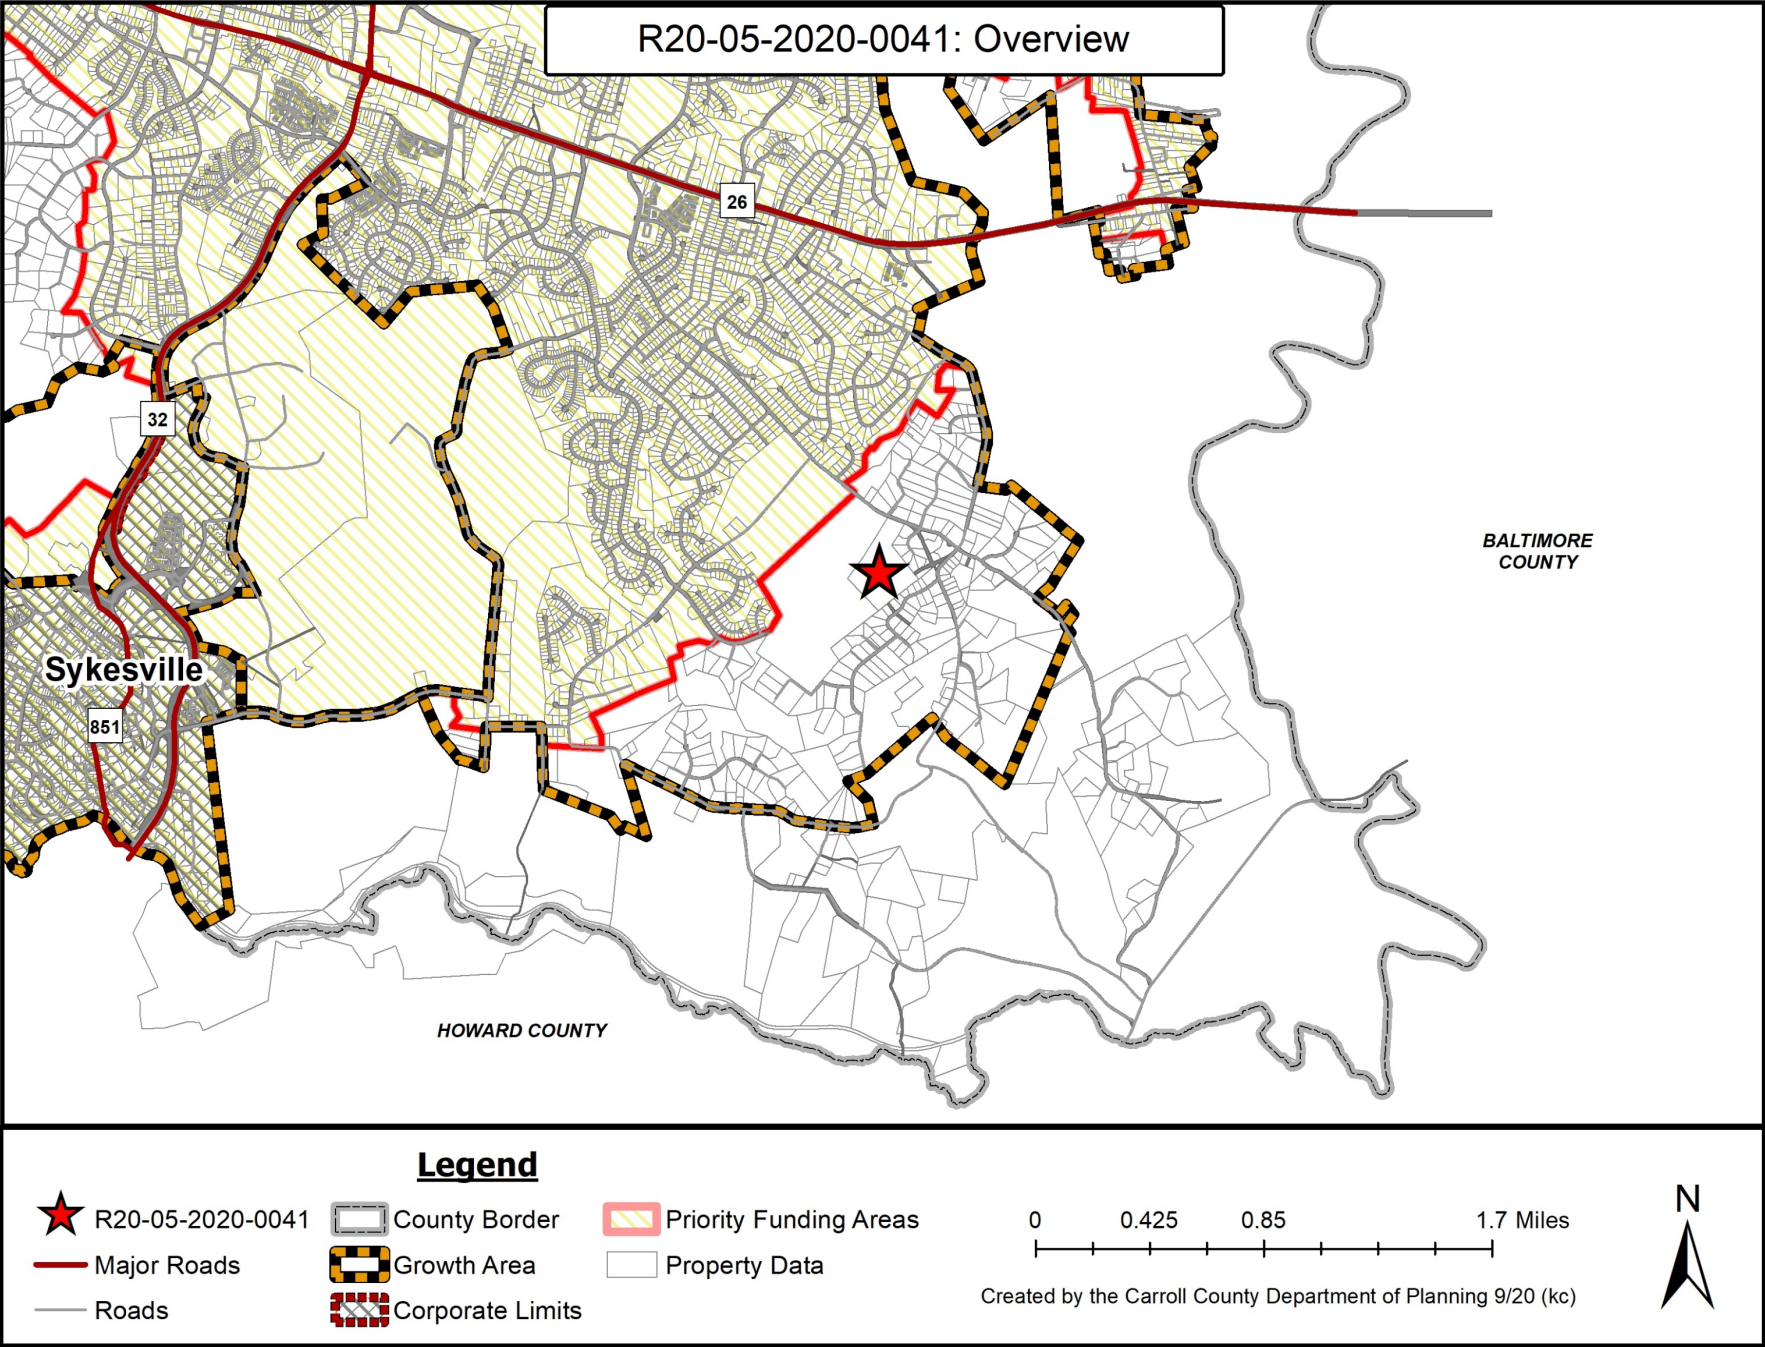 R20-05-2020-0041: Overview
26
32
BALTIMORE
COUNTY
Sykesville
851
HOWARD COUNTY
Legend
R20-05-2020-0041
County Border
Priority Funding Areas
Major Roads
Growth Area
Property Data
Roads
Corporate Limits
0 0.425 0.85 1.7 Miles
Created by the Carroll County Department of Planning 9/20 (kc)
N